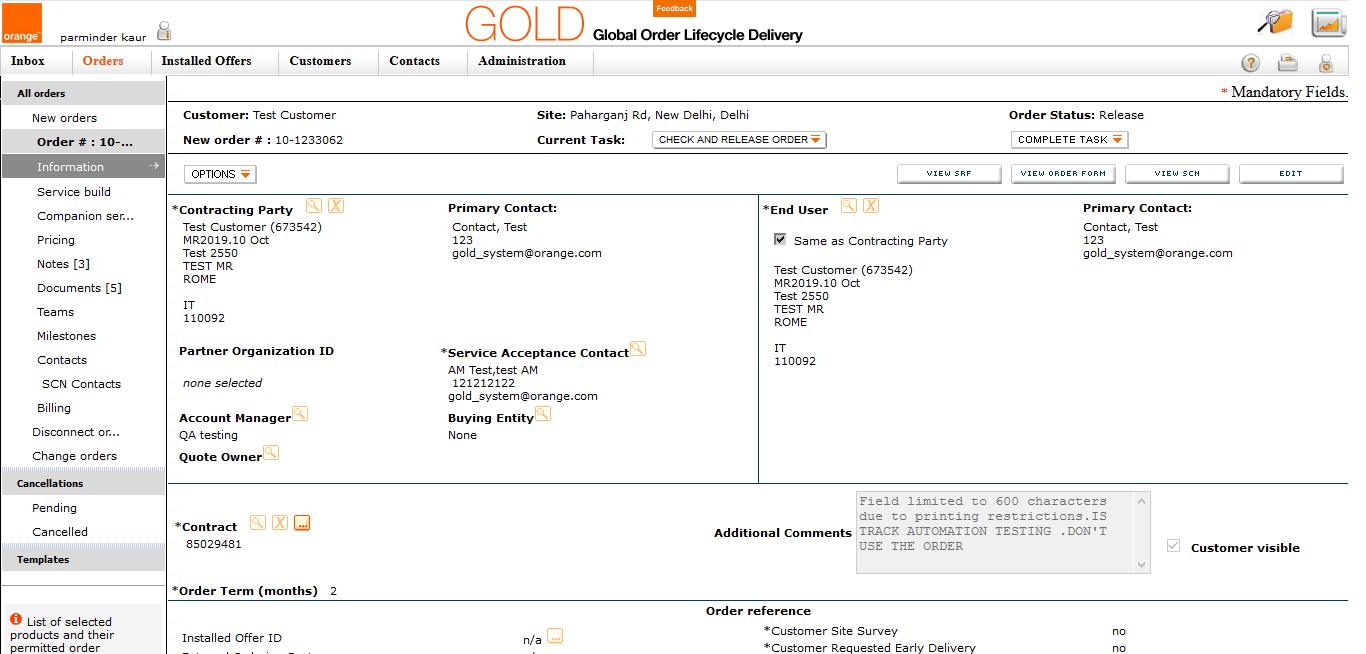 Feedback
orange™
parminder kaur
GOLD Global Order Lifecycle Delivery
Inbox Orders Installed Offers Customers Contacts Administration
All orders
New orders
Order # : 10-...
Information
Service build
Companion ser...
Pricing
Notes [3]
Documents [5]
Teams
Milestones
Contacts
SCN Contacts
Billing
Disconnect or...
Change orders
Cancellations
Pending
Cancelled
Templates
List of selected
products and their
permitted order
* Mandatory Fields.
Customer: Test Customer Site: Paharganj Rd, New Delhi, Delhi Order Status: Release
New order # : 10-1233062 Current Task: CHECK AND RELEASE ORDER COMPLETE TASK
OPTIONS VIEW SRF VIEW ORDER FORM VIEW SCN EDIT
*Contracting Party X
Test Customer (673542)
MR2019.10 Oct
Test 2550
TEST MR
ROME
IT
110092
Primary Contact:
Contact, Test
123
gold_system@orange.com
Partner Organization ID
none selected
*Service Acceptance Contact
AM Test,test AM
121212122
gold_system@orange.com
Account Manager
QA testing
Buying Entity
None
Quote Owner
*End User X
Same as Contracting Party
Test Customer (673542)
MR2019.10 Oct
Test 2550
TEST MR
ROME
IT
110092
Primary Contact:
Contact, Test
123
gold_system@orange.com
*Contract X ...
85029481
Additional Comments
Field limited to 600 characters
due to printing restrictions.IS
TRACK AUTOMATION TESTING .DON'T
USE THE ORDER
Customer visible
*Order Term (months) 2
Order reference
Installed Offer ID n/a ...
*Customer Site Survey no
*Customer Requested Early Delivery no